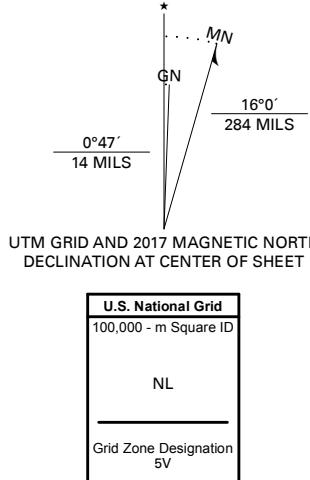 ★
MN
GN
16°0´
284 MILS
0°47´
14 MILS
UTM GRID AND 2017 MAGNETIC NORT
DECLINATION AT CENTER OF SHEET
U.S. National Grid
100,000 - m Square ID
NL
Grid Zone Designation
5V